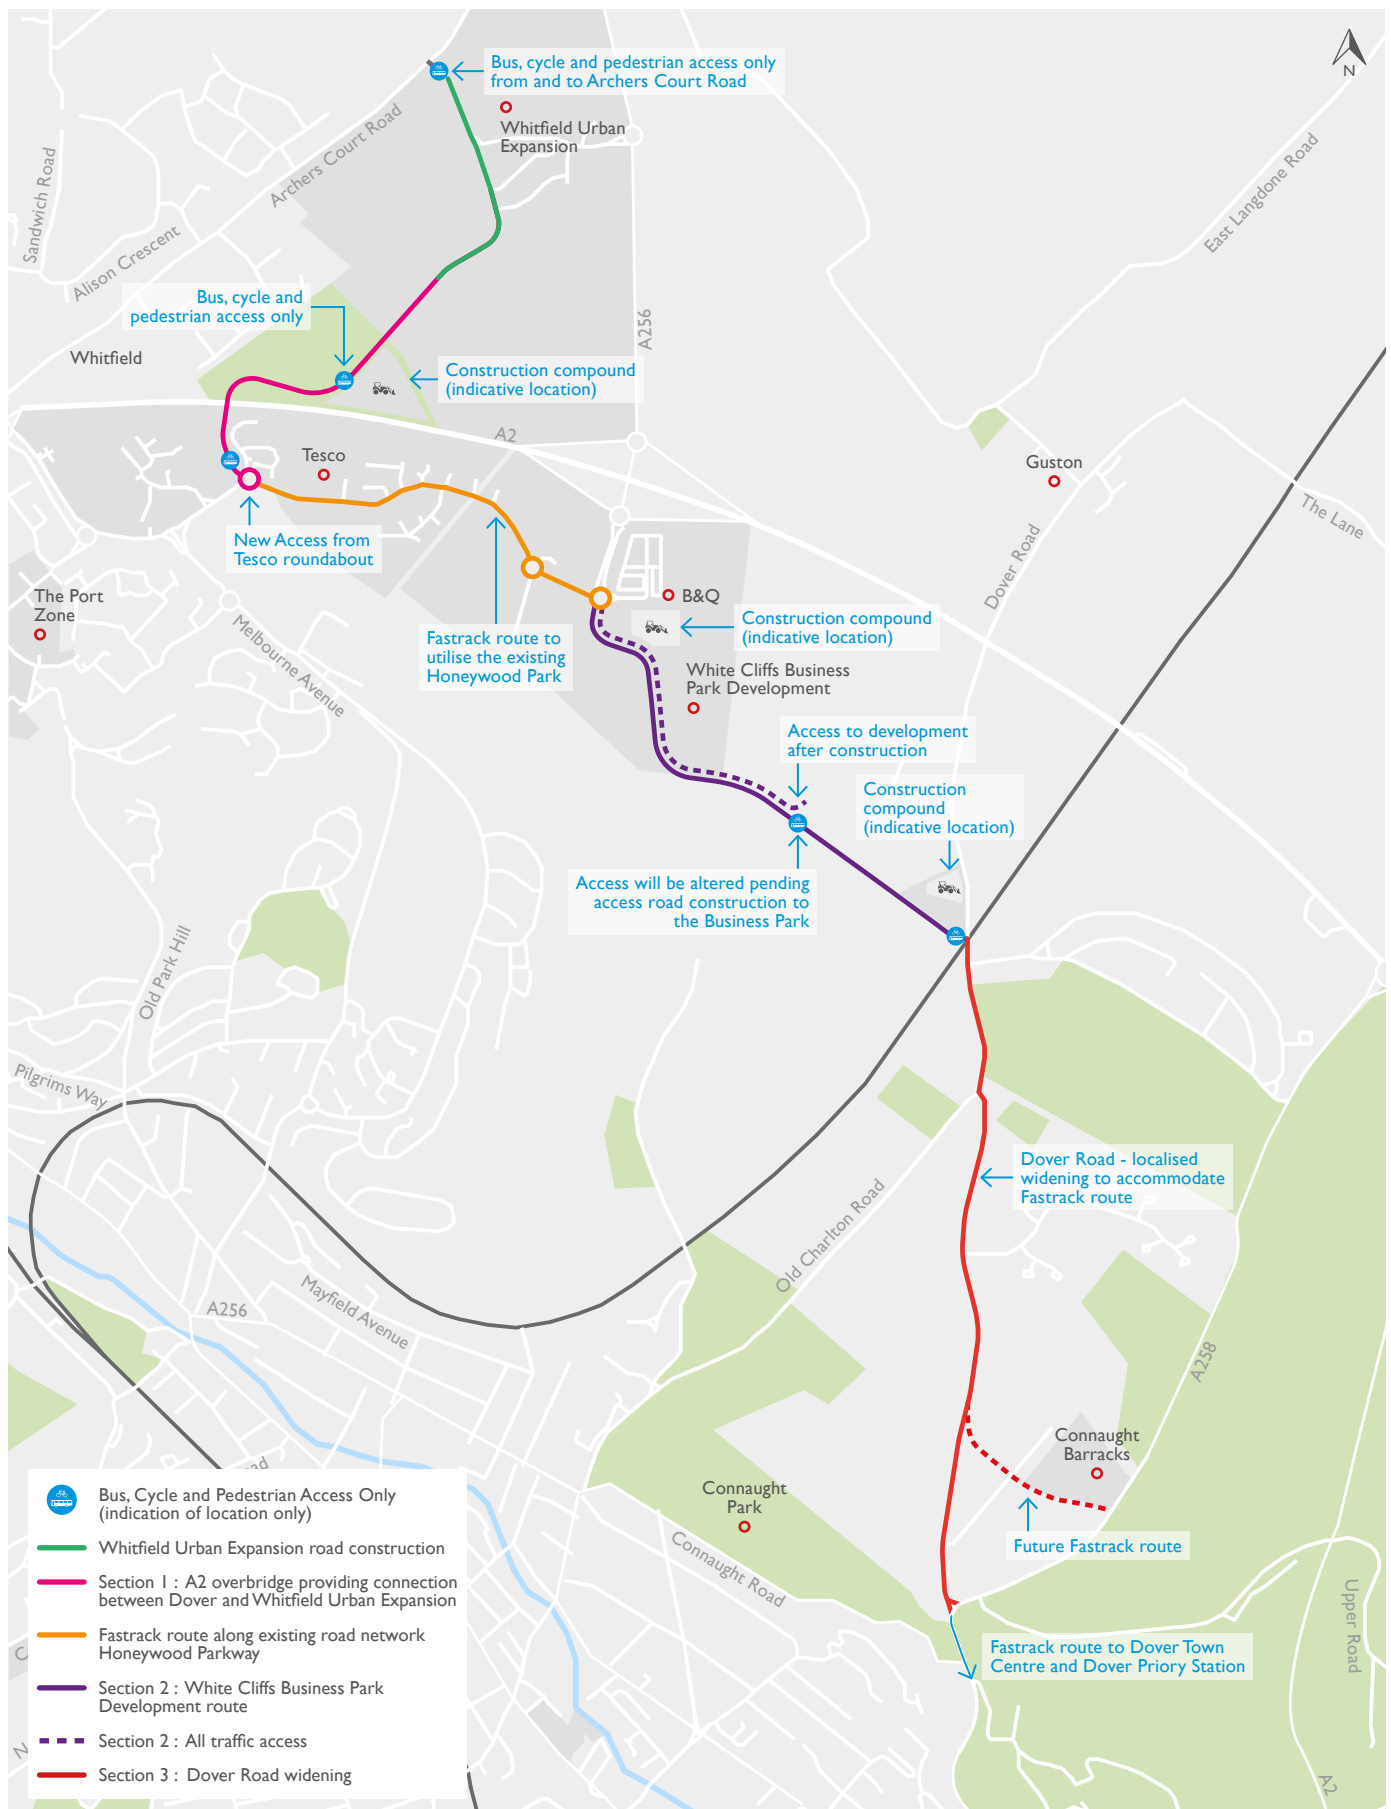 Bus, cycle and pedestrian access only
from and to Archers Court Road
N
Whitfield Urban
Expansion
Archers Court Road
Sandwich Road
Alison Crescent
East Langdone Road
Bus, cycle and
pedestrian access only
A256
Whitfield
Construction compound
(indicative location)
A2
Tesco
Guston
The Lane
New Access from
Tesco roundabout
Dover Road
The Port
Zone
B&Q
Melbourne Avenue
Fastrack route to
utilise the existing
Honeywood Park
Construction compound
(indicative location)
White Cliffs Business
Park Development
Access to development
after construction
Construction
compound
(indicative location)
Access will be altered pending
access road construction to
the Business Park
Old Park Hill
Pilgrims Way
Dover Road - localised
widening to accommodate
Fastrack route
Old Charlton Road
A256
Mayfield Avenue
A258
Connaught
Barracks
Connaught
Park
Future Fastrack route
Connaught Road
Upper Road
Fastrack route to Dover Town
Centre and Dover Priory Station
A2
Bus, Cycle and Pedestrian Access Only
(indication of location only)
Whitfield Urban Expansion road construction
Section 1 : A2 overbridge providing connection
between Dover and Whitfield Urban Expansion
Fastrack route along existing road network
Honeywood Parkway
Section 2 : White Cliffs Business Park
Development route
Section 2 : All traffic access
Section 3 : Dover Road widening